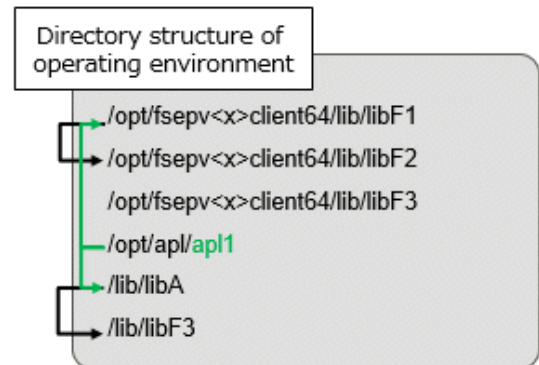 Directory structure of
operating environment
/opt/fsepv<x>client64/lib/libF1
/opt/fsepv<x>client64/lib/libF2
/opt/fsepv<x>client64/lib/libF3
/opt/apl/apl1
/lib/libA
/lib/libF3